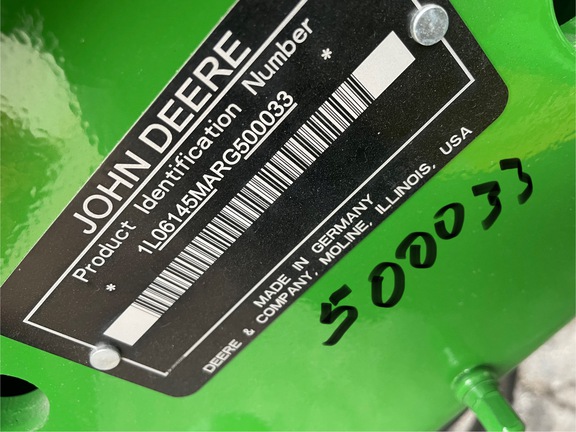 JOHN DEERE
Product Identification Number
* *
1L06145MARG500033
MADE IN GERMANY
DEERE & COMPANY, MOLINE, ILLINOIS, USA
500033